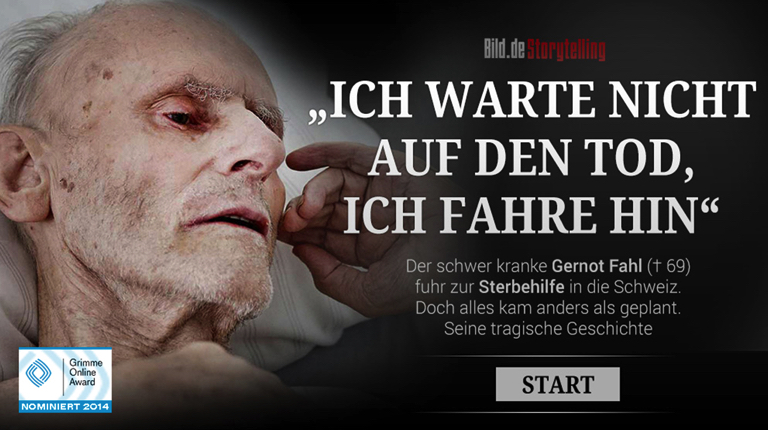 Bild.de Storytelling
„ICH WARTE NICHT
AUF DEN TOD,
ICH FAHRE HIN“
Der schwer kranke Gernot Fahl († 69)
fuhr zur Sterbehilfe in die Schweiz.
Doch alles kam anders als geplant.
Seine tragische Geschichte
START
Grimme
Online
Award
NOMINIERT 2014